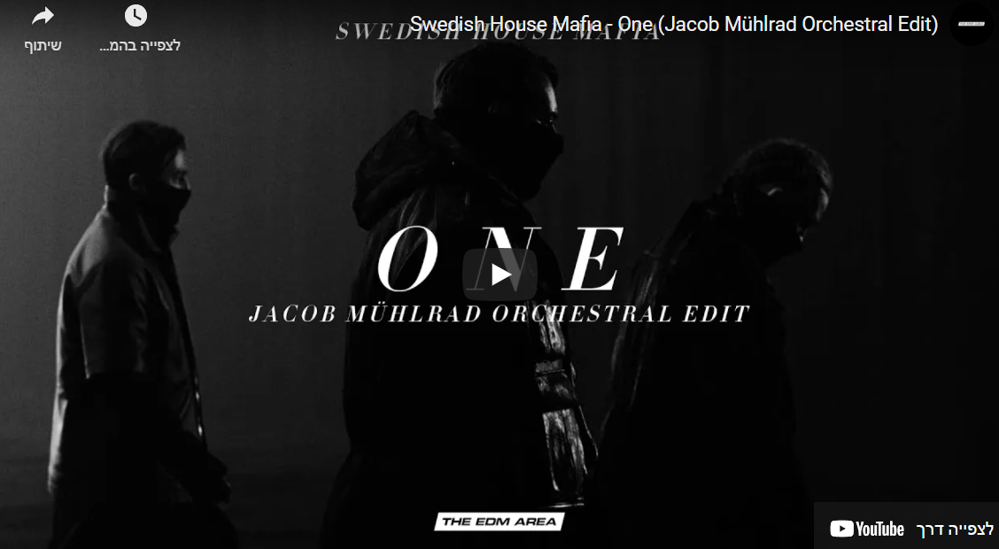 Swedish House Mafia - One (Jacob Mühlrad Orchestral Edit)
שיתוף
לצפייה בהמ...
SWEDISH HOUSE MAFIA
ONE
JACOB MÜHLRAD ORCHESTRAL EDIT
THE EDM AREA
לצפייה דרך YouTube